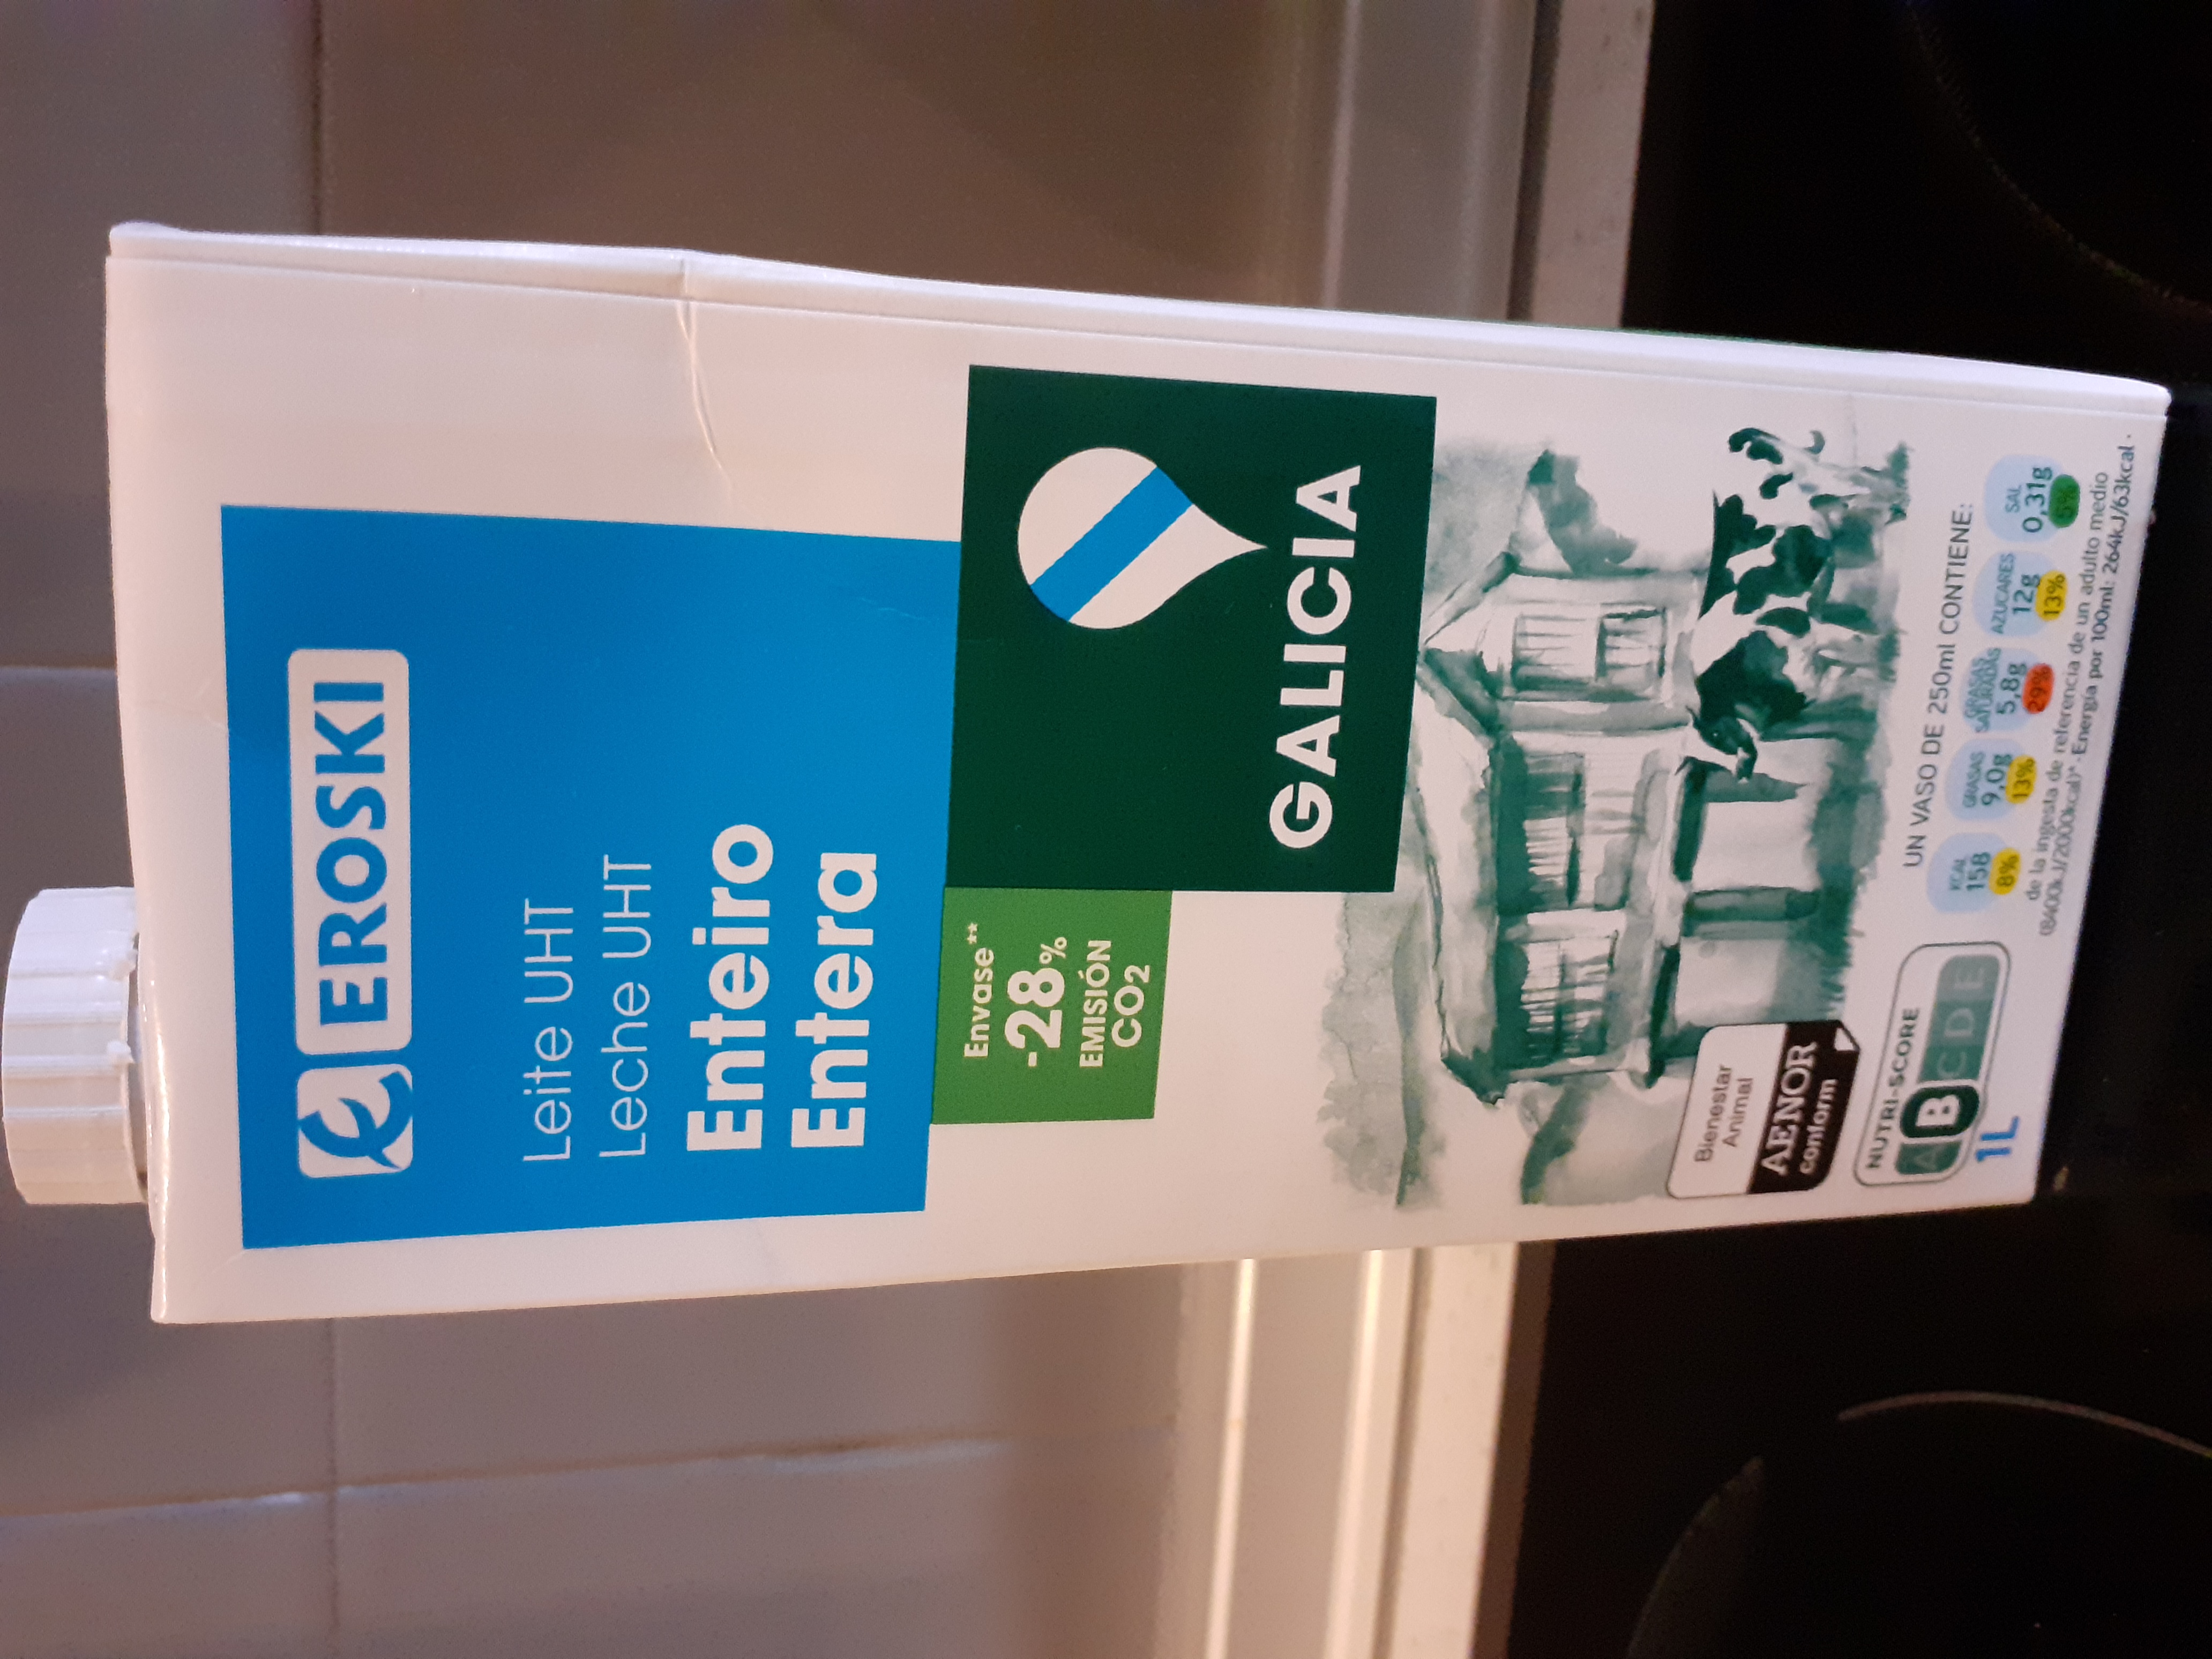 EROSKI
Leite UHT
Leche UHT
Enteiro
Entera
Envase**
-28%
EMISIÓN
CO2
GALICIA
Bienestar
Animal
AENOR
conform
NUTRI-SCORE
A B C D E
1L
UN VASO DE 250ml CONTIENE:
KCAL
158
8%
GRASAS
9,0g
13%
GRASAS
SATURADAS
5,8g
29%
AZUCARES
12g
13%
SAL
0,31g
5%
de la ingesta de referencia de un adulto medio
(8400kJ/2000kcal)*-Energía por 100ml: 264kJ/63kcal -